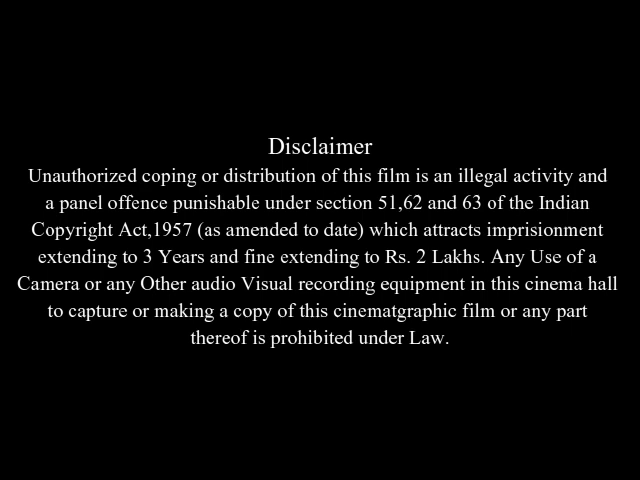 Disclaimer
Unauthorized coping or distribution of this film is an illegal activity and
a panel offence punishable under section 51,62 and 63 of the Indian
Copyright Act,1957 (as amended to date) which attracts imprisionment
extending to 3 Years and fine extending to Rs. 2 Lakhs. Any Use of a
Camera or any Other audio Visual recording equipment in this cinema hall
to capture or making a copy of this cinematgraphic film or any part
thereof is prohibited under Law.